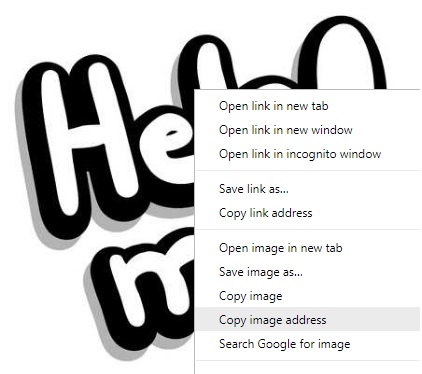 Open link in new tab
Open link in new window
Open link in incognito window
Save link as...
Copy link address
Open image in new tab
Save image as...
Copy image
Copy image address
Search Google for image